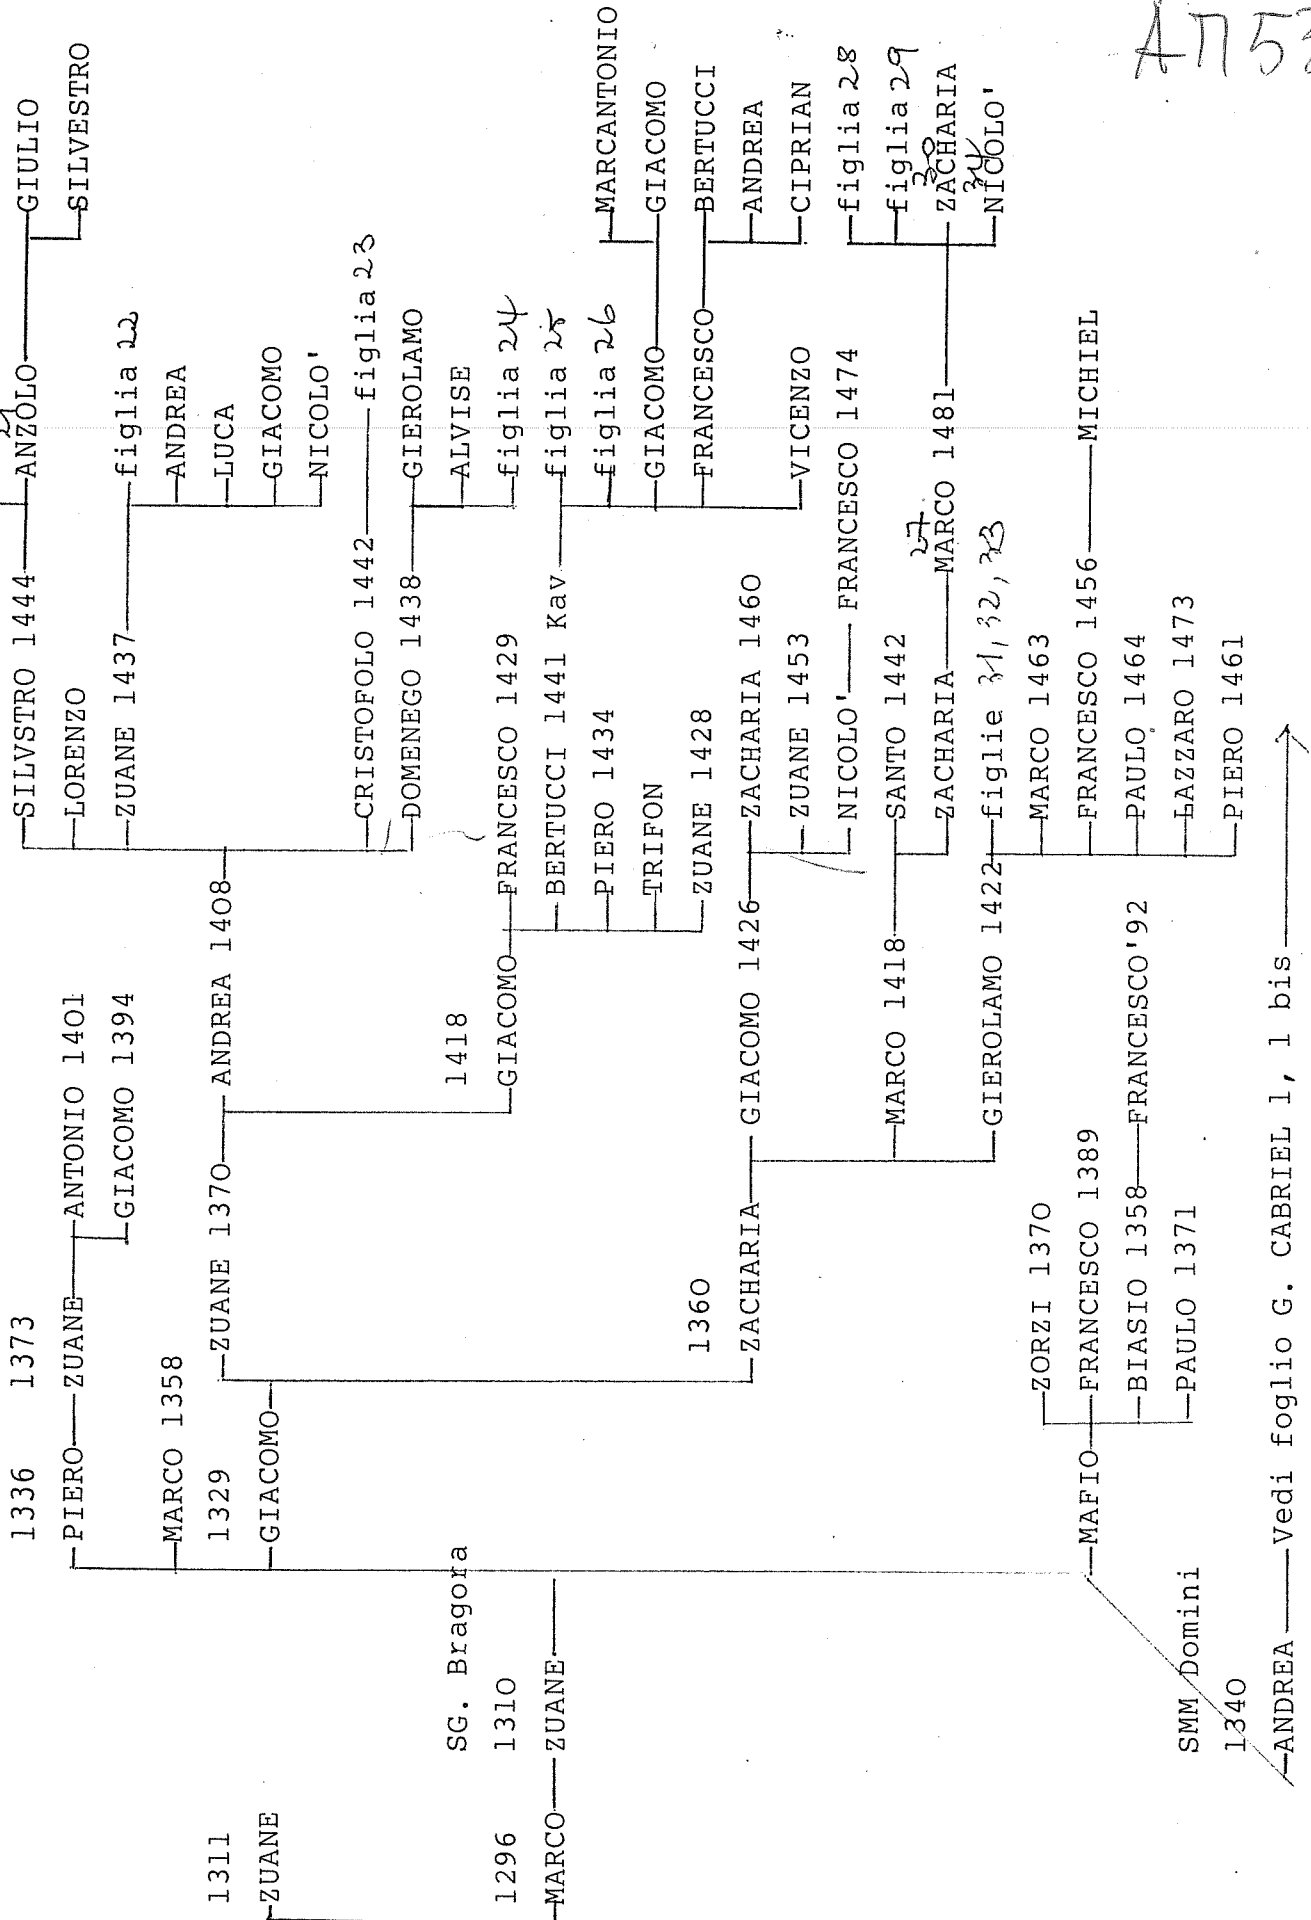 1336 1373 SILVSTRO 1444 ANZOLO GIULIO
PIERO ZUANE ANTONIO 1401 LORENZO SILVESTRO
GIACOMO 1394 ZUANE 1437 figlia 22
MARCO 1358 ANDREA
1311 1329 ZUANE 1370 ANDREA 1408 LUCA
ZUANE GIACOMO GIACOMO
NICOLO'
CRISTOFOLO 1442 figlia 23
DOMENEGO 1438 GIEROLAMO
SG. Bragora 1418 ALVISE
1296 1310 GIACOMO FRANCESCO 1429 figlia 24
MARCO ZUANE BERTUCCI 1441 Kav figlia 25
PIERO 1434 figlia 26 MARCANTONIO
TRIFON GIACOMO GIACOMO
1360 ZUANE 1428 FRANCESCO BERTUCCI
ZACHARIA GIACOMO 1426 ZACHARIA 1460 ANDREA
ZUANE 1453 VICENZO CIPRIAN
NICOLO' FRANCESCO 1474 figlia 28
MARCO 1418 SANTO 1442 figlia 29
27 30
ZACHARIA MARCO 1481 ZACHARIA
34
GIEROLAMO 1422 figlie 31, 32, 33 NICOLO'
ZORZI 1370 MARCO 1463
MAFIO FRANCESCO 1389 FRANCESCO 1456 MICHIEL
BIASIO 1358 FRANCESCO'92 PAULO 1464
SMM Domini PAULO 1371 LAZZARO 1473
1340 PIERO 1461
ANDREA Vedi foglio G. CABRIEL 1, 1 bis